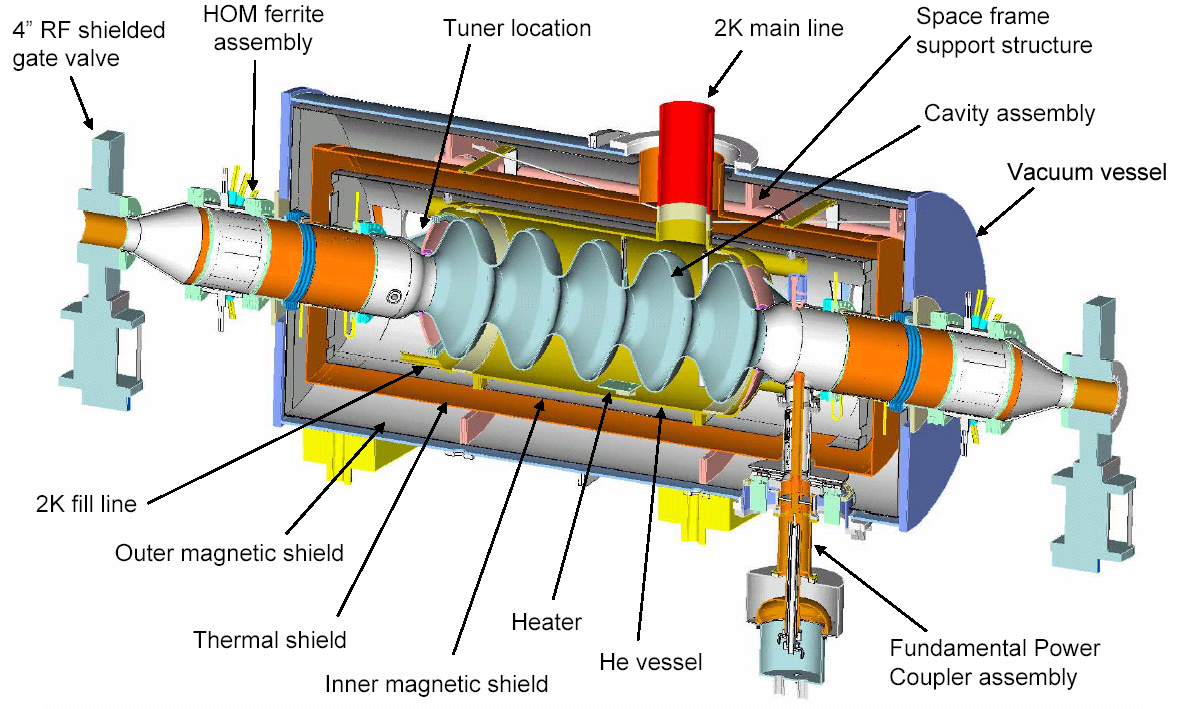 4” RF shielded
gate valve
HOM ferrite
assembly
Tuner location
2K main line
Space frame
support structure
Cavity assembly
Vacuum vessel
2K fill line
Outer magnetic shield
Thermal shield
Inner magnetic shield
Heater
He vessel
Fundamental Power
Coupler assembly